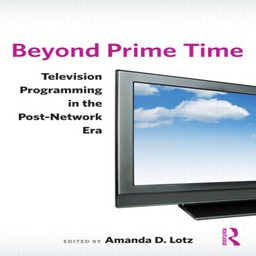 Beyond Prime Time
Television
Programming
in the
Post-Network
Era
EDITED BY Amanda D. Lotz
R